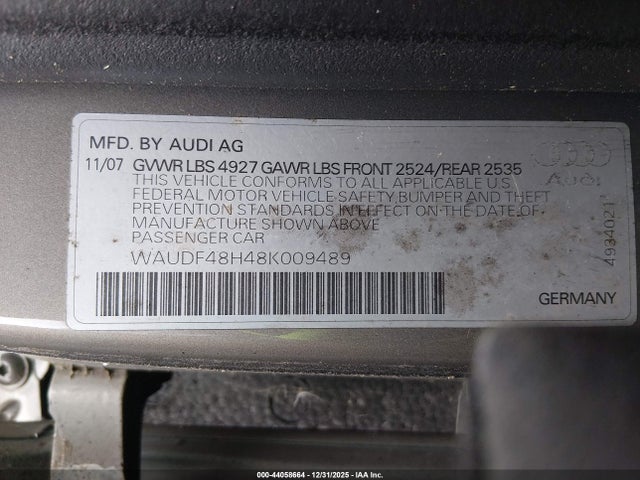 MFD. BY AUDI AG
11/07 GVWR LBS 4927 GAWR LBS FRONT 2524/REAR 2535
THIS VEHICLE CONFORMS TO ALL APPLICABLE U.S
FEDERAL MOTOR VEHICLE SAFETY BUMPER AND THEFT
PREVENTION STANDARDS IN EFFECT ON THE DATE OF
MANUFACTURE SHOWN ABOVE
PASSENGER CAR
WAUDF48H48K009489
Audi
4934021
GERMANY
000-44058664 - 12/31/2025 - IAA Inc.